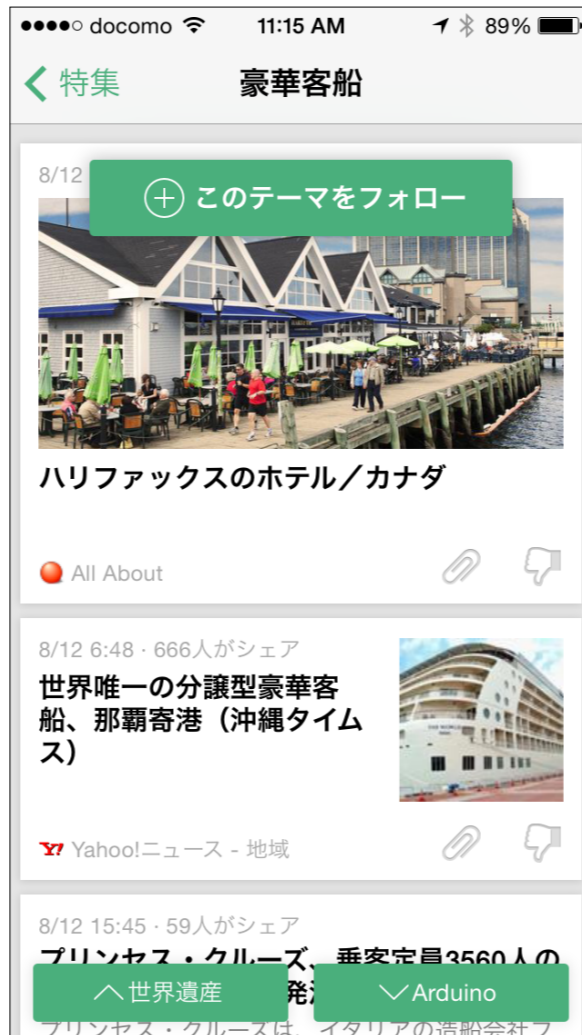 docomo 11:15 AM 89%
特集 豪華客船
8/12
このテーマをフォロー
ハリファックスのホテル／カナダ
All About
8/12 6:48 · 666人がシェア
世界唯一の分譲型豪華客
船、那覇寄港（沖縄タイム
ス）
Y! Yahoo!ニュース - 地域
8/12 15:45 · 59人がシェア
プリンセス・クルーズ、乗客定員3560人の
発
世界遺産
Arduino
プリンセス・クルーズは、イタリアの造船会社フ